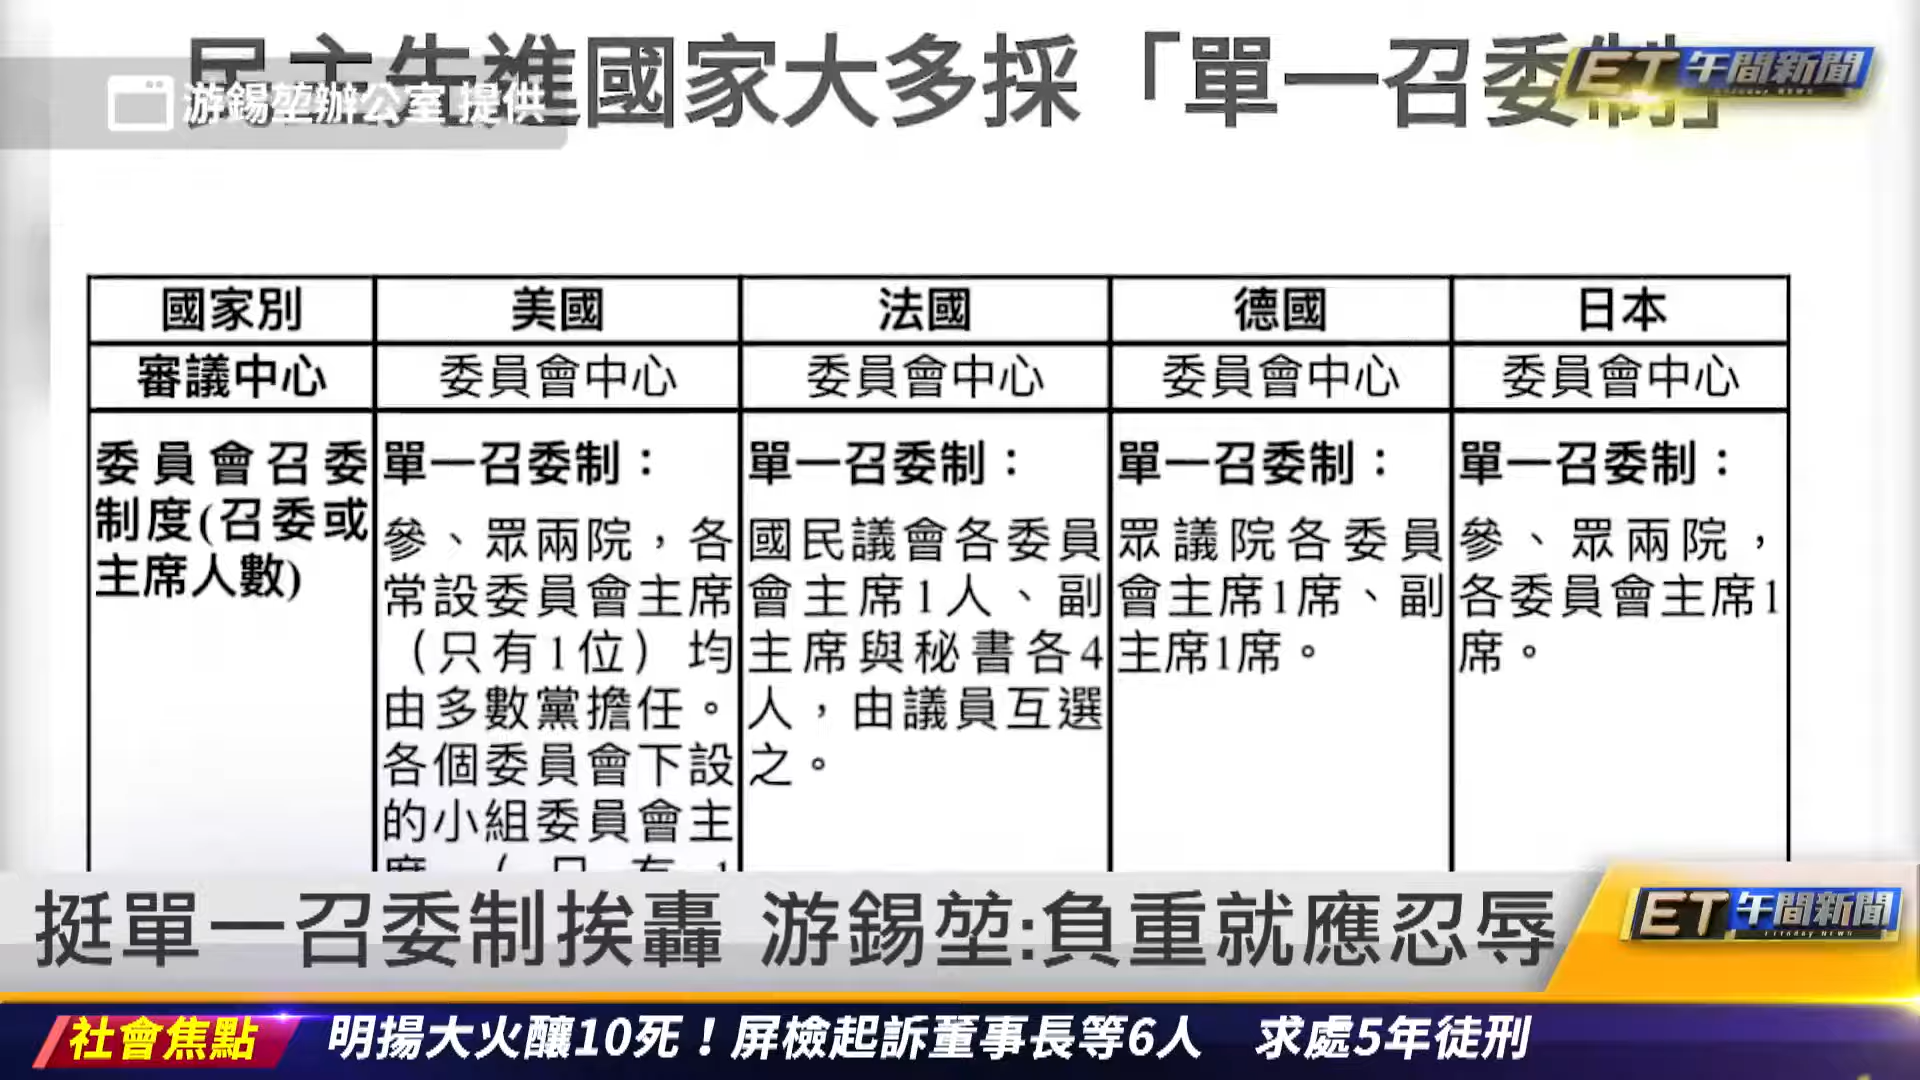 民主先進國家大多採「單一召委制」
游錫堃辦公室 提供
ET 午間新聞
國家別 美國 法國 德國 日本
審議中心 委員會中心 委員會中心 委員會中心 委員會中心
委員會召委
制度(召委或
主席人數)
單一召委制：
參、眾兩院，各
常設委員會主席
（只有1位）均
由多數黨擔任。
各個委員會下設
的小組委員會主
席（只有1
單一召委制：
國民議會各委員
會主席1人、副
主席與秘書各4
人，由議員互選
之。
單一召委制：
眾議院各委員
會主席1席、副
主席1席。
單一召委制：
參、眾兩院，
各委員會主席1
席。
挺單一召委制挨轟 游錫堃:負重就應忍辱
ET 午間新聞
社會焦點
明揚大火釀10死！屏檢起訴董事長等6人 求處5年徒刑